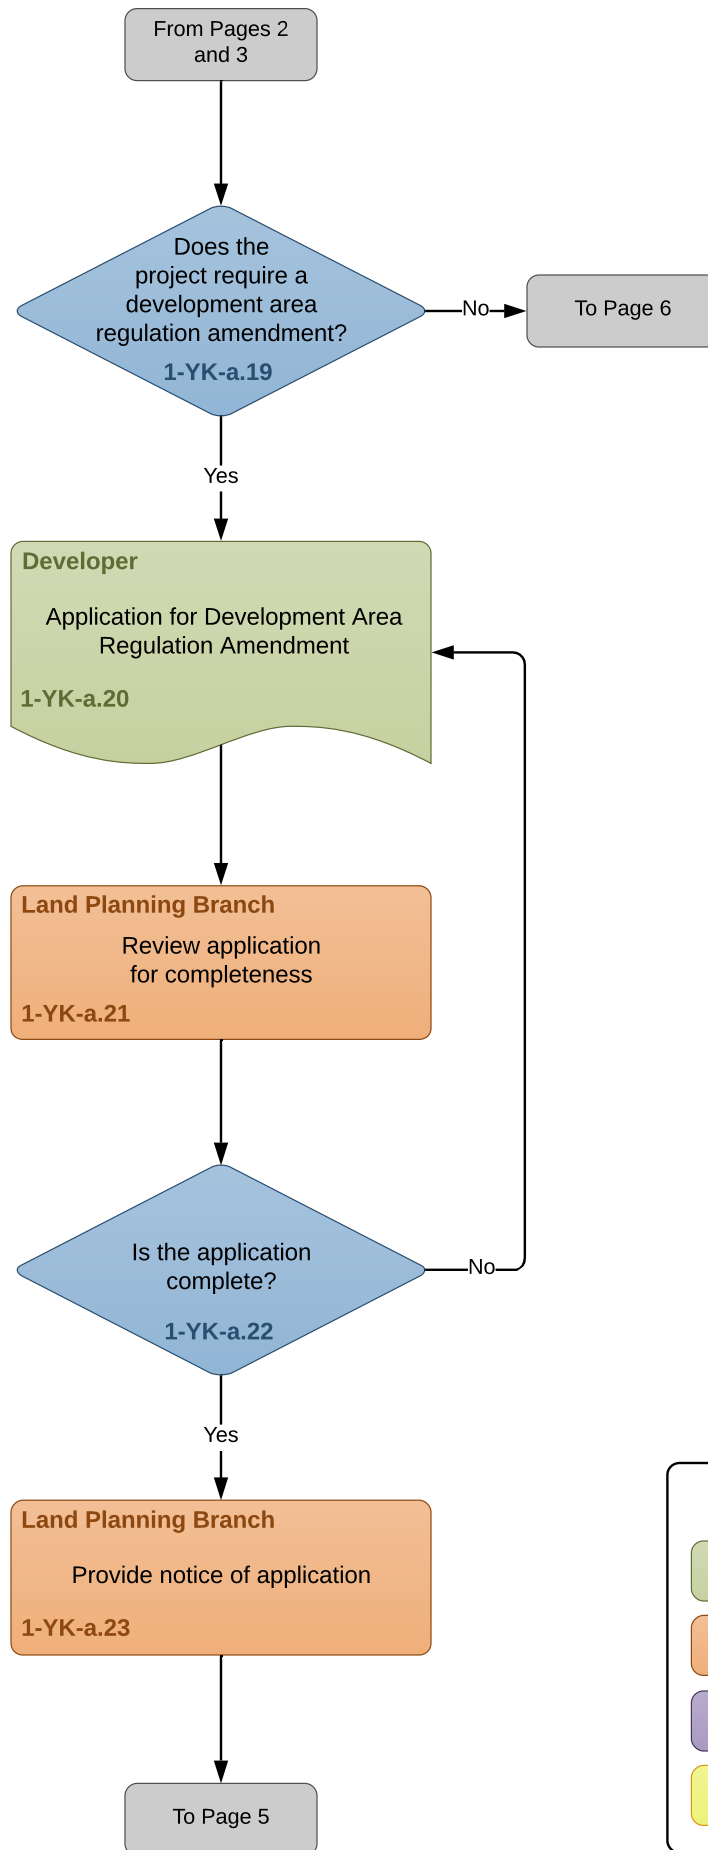 From Pages 2
and 3
Does the
project require a
development area
regulation amendment?
1-YK-a.19
No
To Page 6
Yes
Developer
Application for Development Area
Regulation Amendment
1-YK-a.20
Land Planning Branch
Review application
for completeness
1-YK-a.21
Is the application
complete?
1-YK-a.22
No
Yes
Land Planning Branch
Provide notice of application
1-YK-a.23
To Page 5